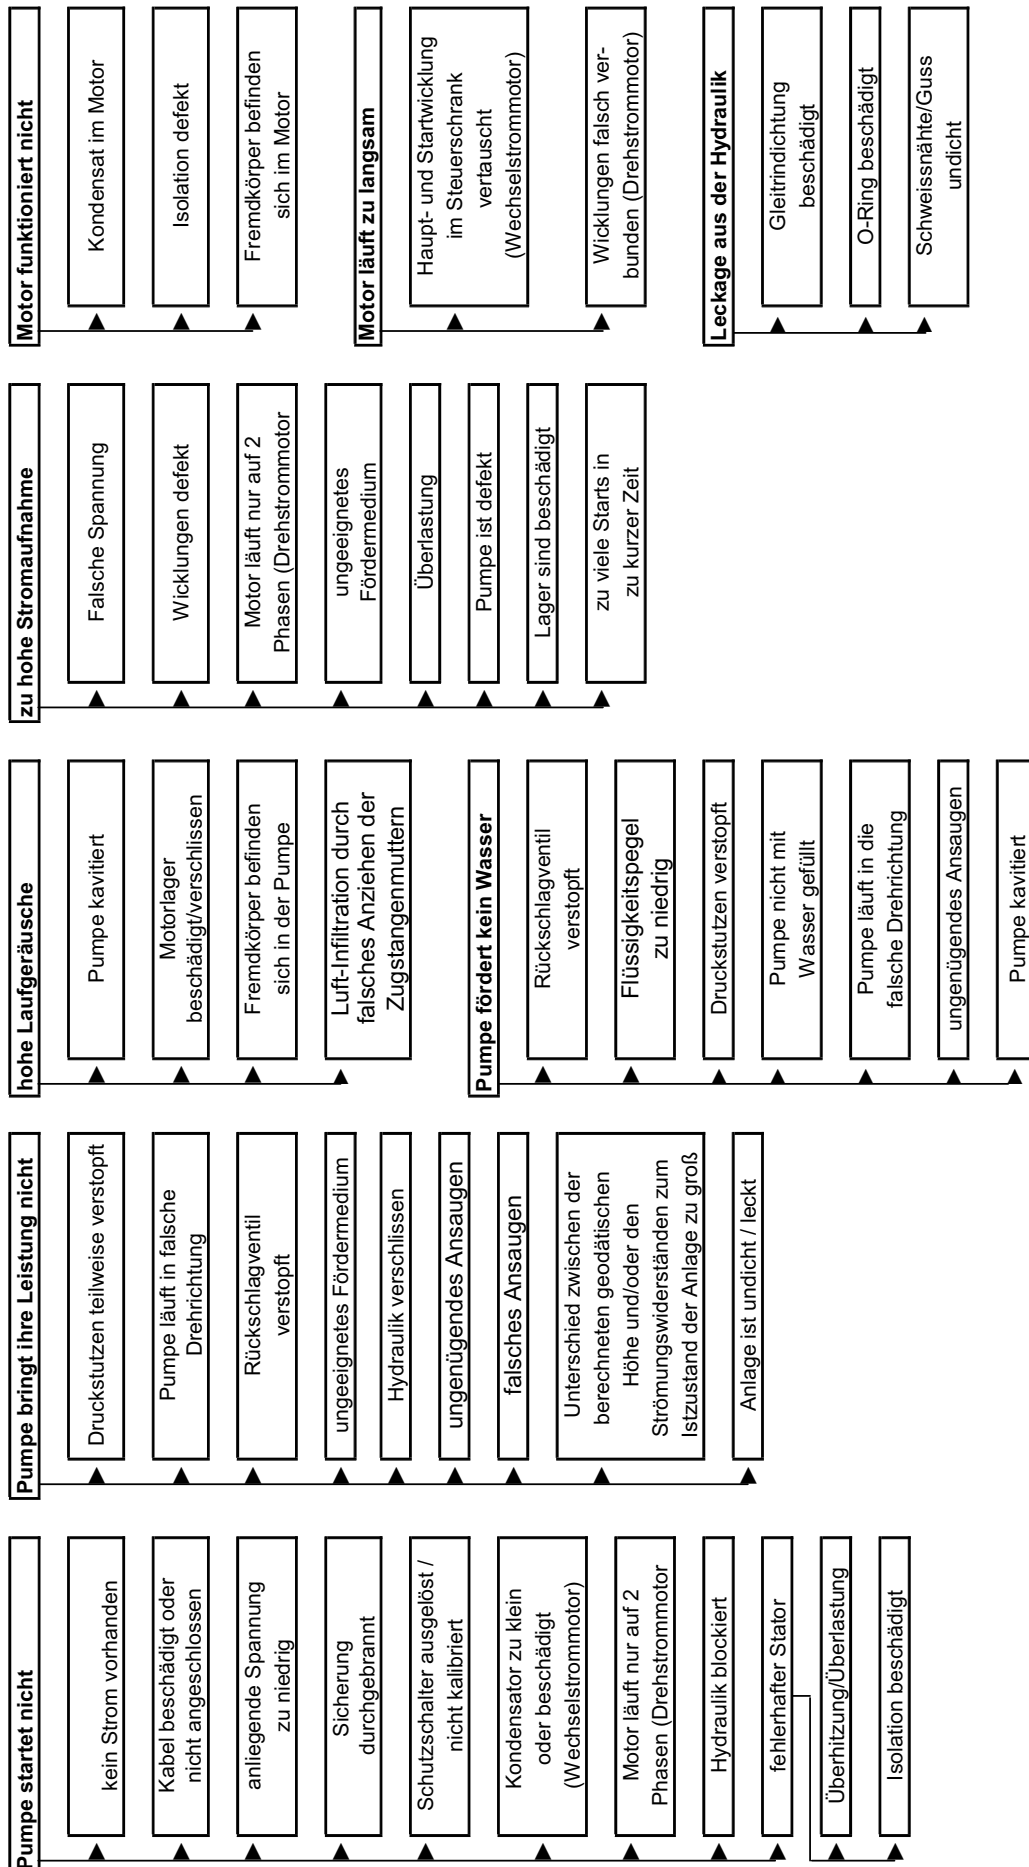 Pumpe startet nicht
kein Strom vorhanden
Kabel beschädigt oder
nicht angeschlossen
anliegende Spannung
zu niedrig
Sicherung
durchgebrannt
Schutzschalter ausgelöst /
nicht kalibriert
Kondensator zu klein
oder beschädigt
(Wechselstrommotor)
Motor läuft nur auf 2
Phasen (Drehstrommotor
Hydraulik blockiert
fehlerhafter Stator
Überhitzung/Überlastung
Isolation beschädigt
Pumpe bringt ihre Leistung nicht
Druckstutzen teilweise verstopft
Pumpe läuft in falsche
Drehrichtung
Rückschlagventil
verstopft
ungeeignetes Fördermedium
Hydraulik verschlissen
ungenügendes Ansaugen
falsches Ansaugen
Unterschied zwischen der
berechneten geodätischen
Höhe und/oder den
Strömungswiderständen zum
Istzustand der Anlage zu groß
Anlage ist undicht / leckt
hohe Laufgeräusche
Pumpe kavitiert
Motorlager
beschädigt/verschlissen
Fremdkörper befinden
sich in der Pumpe
Luft-Infiltration durch
falsches Anziehen der
Zugstangenmuttern
Pumpe fördert kein Wasser
Rückschlagventil
verstopft
Flüssigkeitspegel
zu niedrig
Druckstutzen verstopft
Pumpe nicht mit
Wasser gefüllt
Pumpe läuft in die
falsche Drehrichtung
ungenügendes Ansaugen
Pumpe kavitiert
zu hohe Stromaufnahme
Falsche Spannung
Wicklungen defekt
Motor läuft nur auf 2
Phasen (Drehstrommotor
ungeeignetes
Fördermedium
Überlastung
Pumpe ist defekt
Lager sind beschädigt
zu viele Starts in
zu kurzer Zeit
Motor funktioniert nicht
Kondensat im Motor
Isolation defekt
Fremdkörper befinden
sich im Motor
Motor läuft zu langsam
Haupt- und Startwicklung
im Steuerschrank
vertauscht
(Wechselstrommotor)
Wicklungen falsch ver-
bunden (Drehstrommotor)
Leckage aus der Hydraulik
Gleitrindichtung
beschädigt
O-Ring beschädigt
Schweissnähte/Guss
undicht